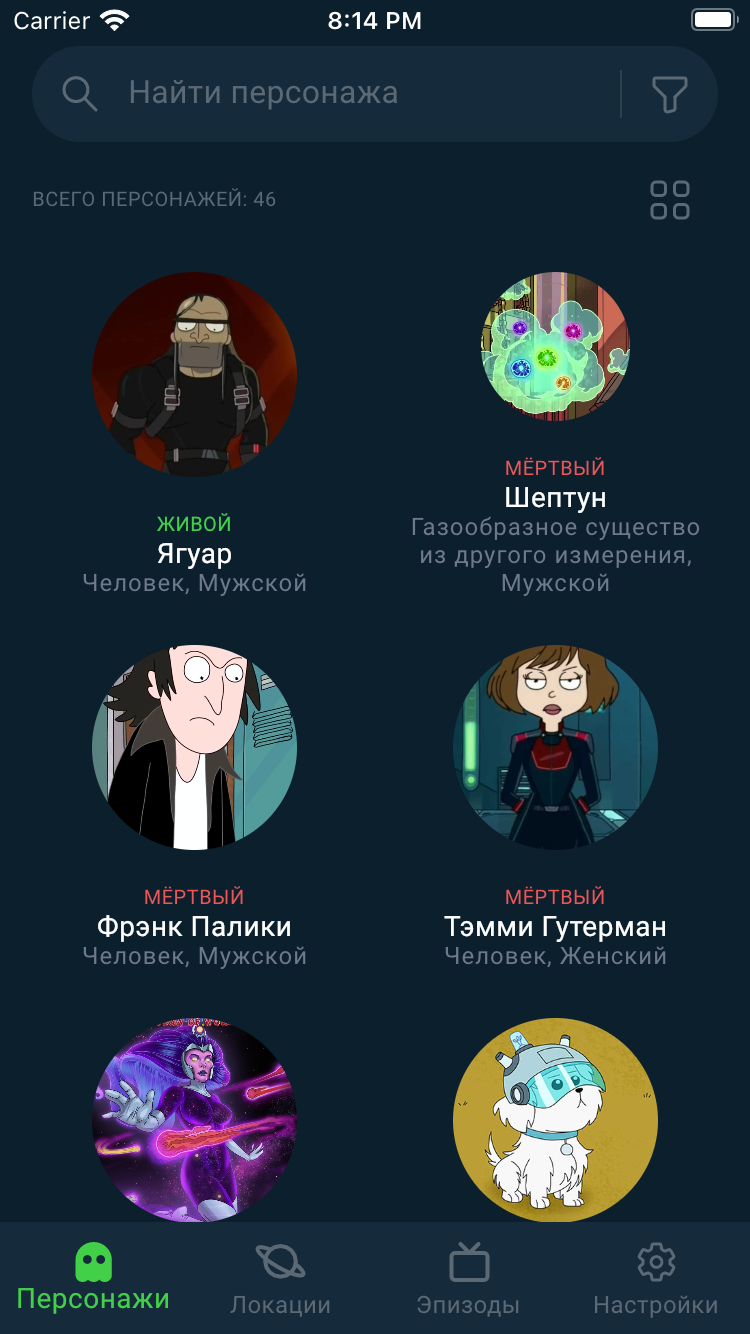 Carrier 8:14 PM
Найти персонажа
ВСЕГО ПЕРСОНАЖЕЙ: 46
ЖИВОЙ
Ягуар
Человек, Мужской
МЁРТВЫЙ
Шептун
Газообразное существо
из другого измерения,
Мужской
МЁРТВЫЙ
Фрэнк Палики
Человек, Мужской
МЁРТВЫЙ
Тэмми Гутерман
Человек, Женский
Персонажи
Локации
Эпизоды
Настройки